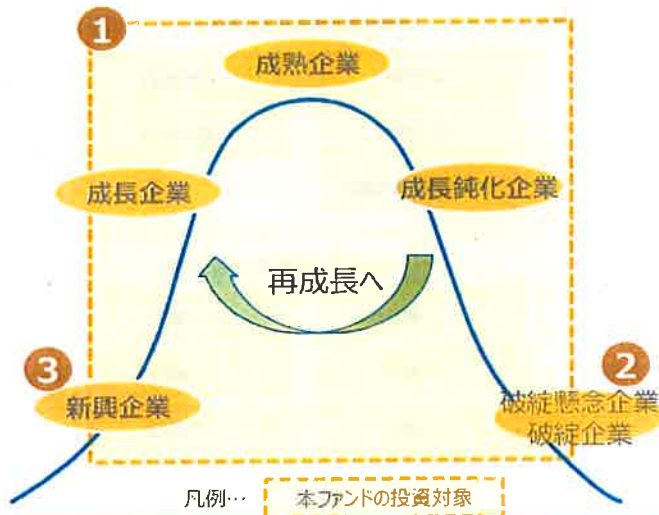 1
成熟企業
成長企業
成長鈍化企業
再成長へ
3
新興企業
2
破綻懸念企業
破綻企業
凡例… 本ファンドの投資対象